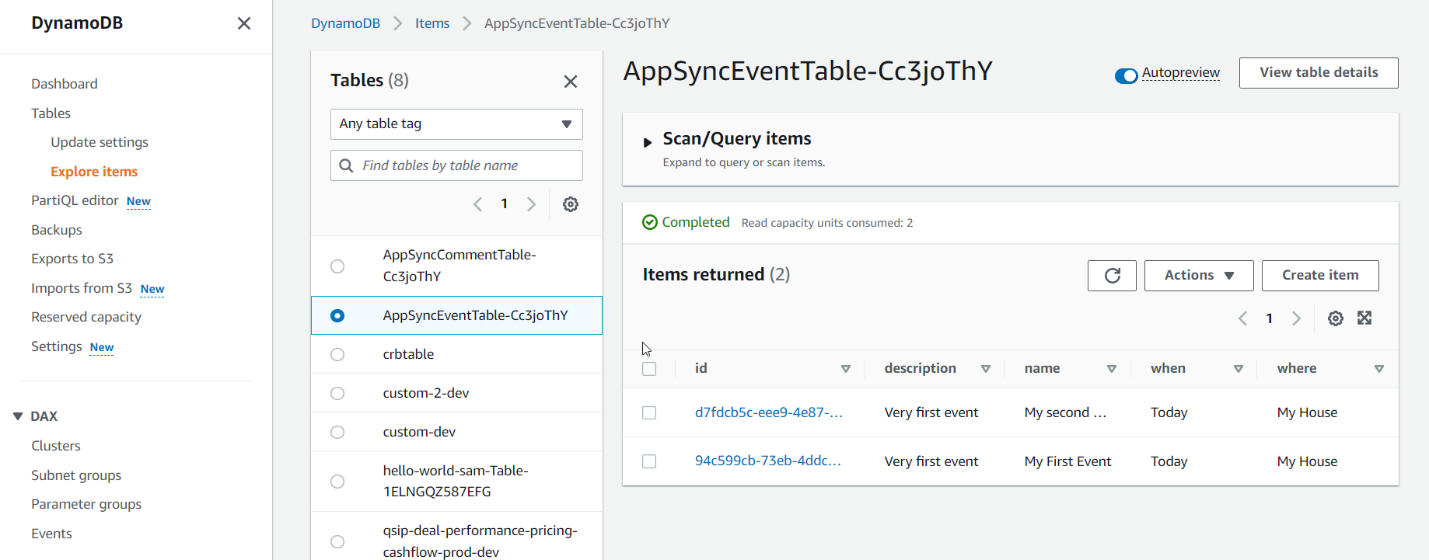 DynamoDB
Dashboard
Tables
Update settings
Explore items
PartiQL editor New
Backups
Exports to S3
Imports from S3 New
Reserved capacity
Settings New
DAX
Clusters
Subnet groups
Parameter groups
Events
DynamoDB > Items > AppSyncEventTable-Cc3joThY
Tables (8)
Any table tag
Find tables by table name
1
AppSyncCommentTable-
Cc3joThY
AppSyncEventTable-Cc3joThY
crbtable
custom-2-dev
custom-dev
hello-world-sam-Table-
1ELNGQZ587EFG
qsip-deal-performance-pricing-
cashflow-prod-dev
AppSyncEventTable-Cc3joThY
Autopreview
View table details
Scan/Query items
Expand to query or scan items.
Completed Read capacity units consumed: 2
Items returned (2)
Actions
Create item
1
id description name when where
d7fdcb5c-eee9-4e87-... Very first event My second ... Today My House
94c599cb-73eb-4ddc... Very first event My First Event Today My House